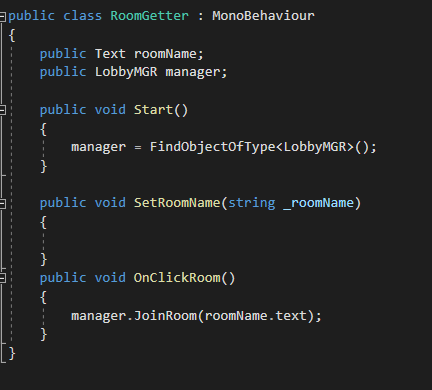 public class RoomGetter : MonoBehaviour
{
public Text roomName;
public LobbyMGR manager;
public void Start()
{
manager = FindObjectOfType<LobbyMGR>();
}
public void SetRoomName(string _roomName)
{
}
public void OnClickRoom()
{
manager.JoinRoom(roomName.text);
}
}